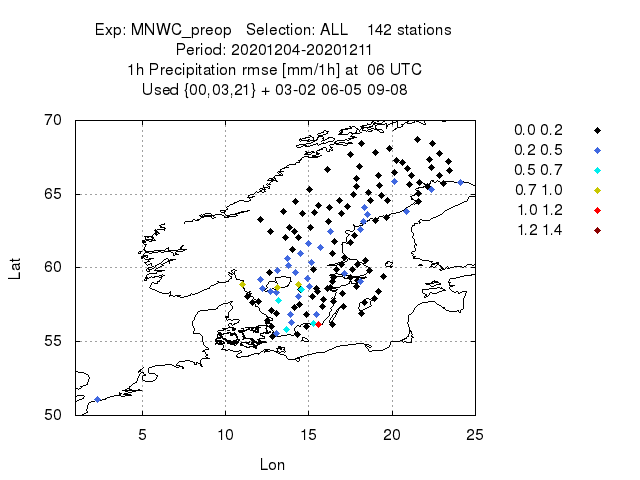 Exp: MNWC_preop Selection: ALL 142 stations
Period: 20201204-20201211
1h Precipitation rmse [mm/1h] at 06 UTC
Used {00,03,21} + 03-02 06-05 09-08
70
65
60
55
50
Lat
5 10 15 20 25
Lon
0.0 0.2
0.2 0.5
0.5 0.7
0.7 1.0
1.0 1.2
1.2 1.4